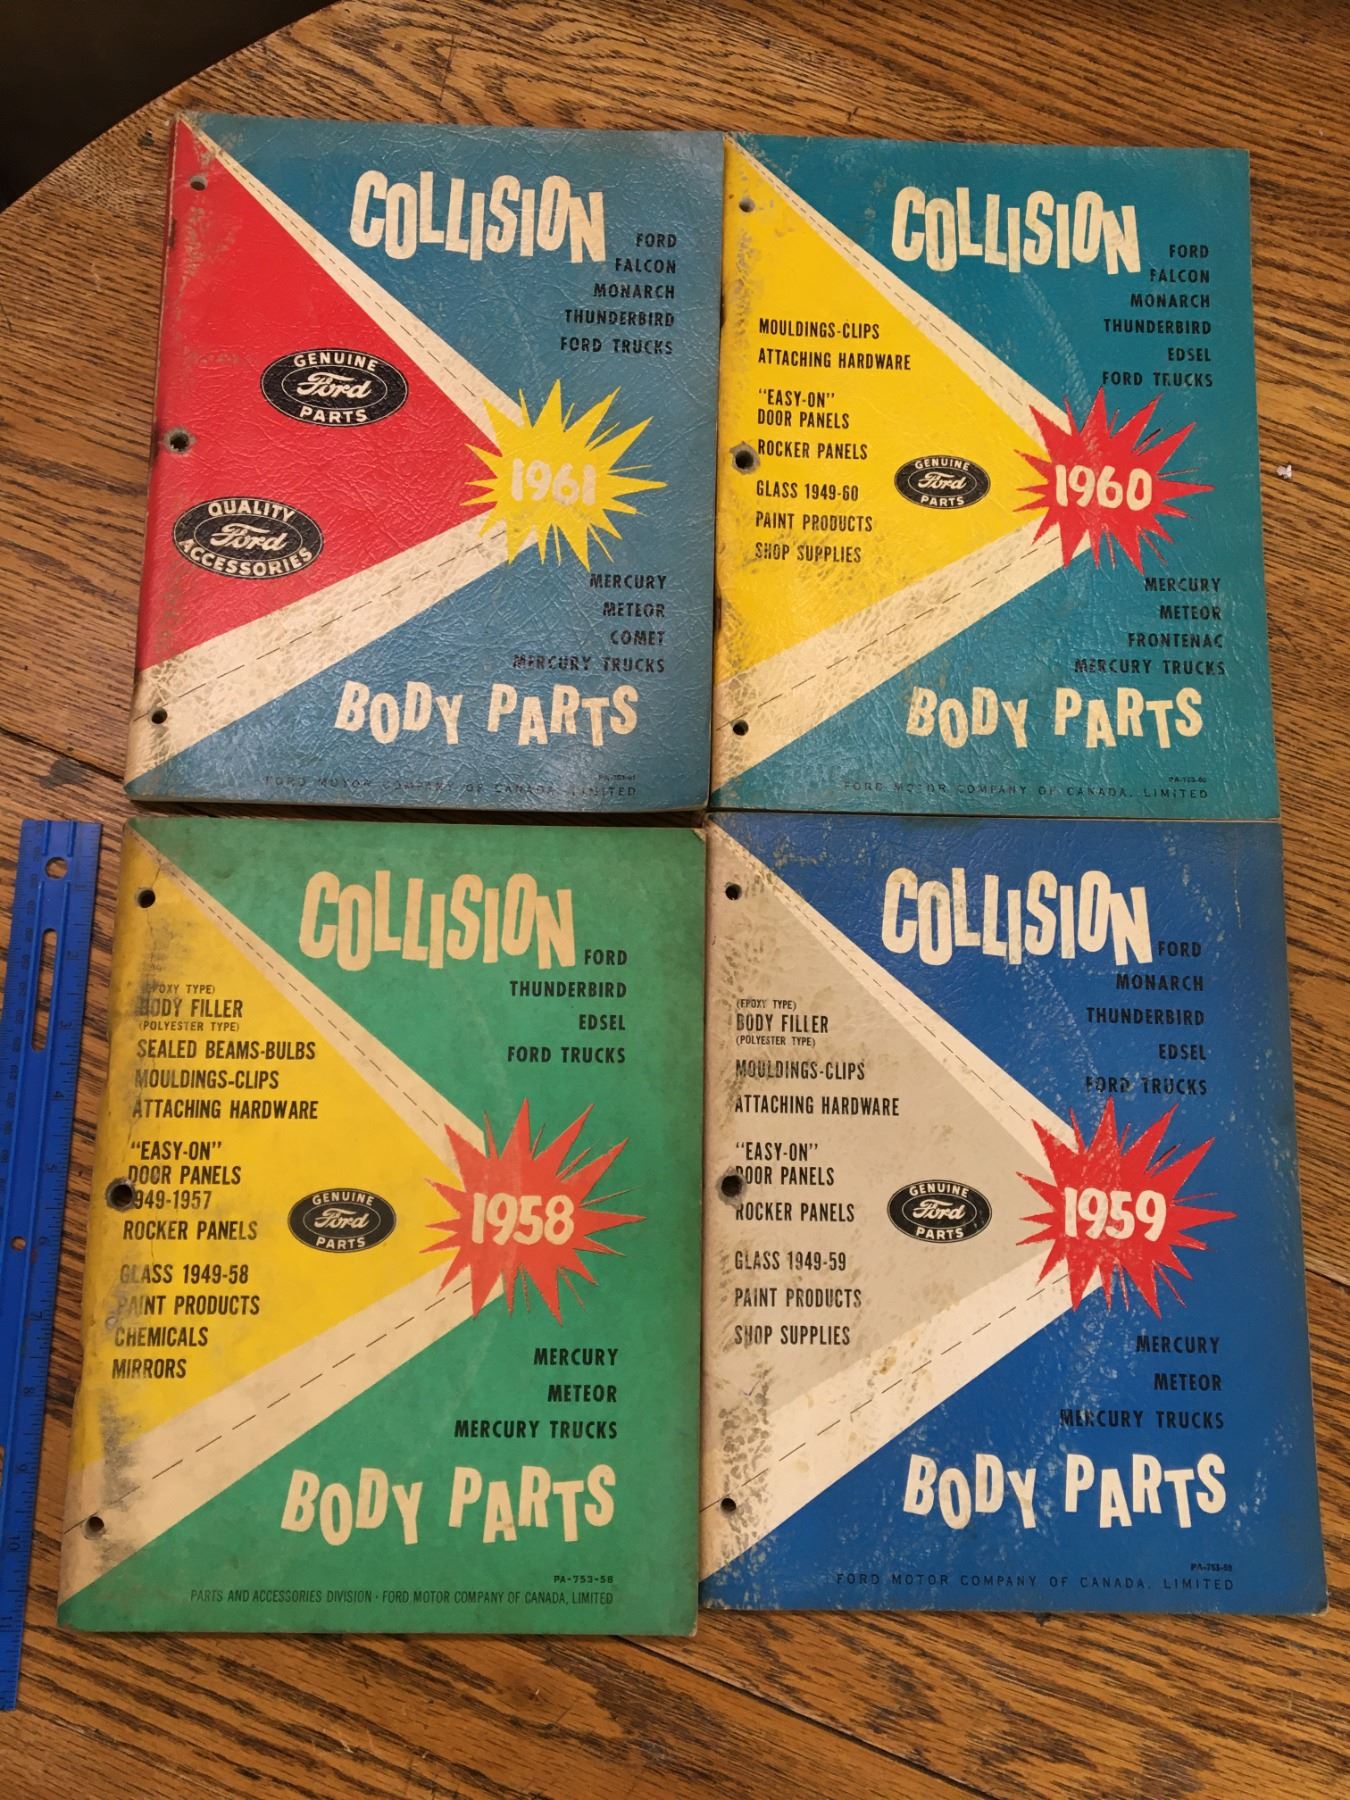 COLLISION
FORD
FALCON
MONARCH
THUNDERBIRD
FORD TRUCKS
GENUINE
Ford
PARTS
1961
QUALITY
Ford
ACCESSORIES
MERCURY
METEOR
COMET
MERCURY TRUCKS
BODY PARTS
PA-753-61
FORD MOTOR COMPANY OF CANADA, LIMITED
COLLISION
FORD
FALCON
MONARCH
THUNDERBIRD
EDSEL
FORD TRUCKS
MOULDINGS-CLIPS
ATTACHING HARDWARE
"EASY-ON"
DOOR PANELS
ROCKER PANELS
GLASS 1949-60
PAINT PRODUCTS
SHOP SUPPLIES
GENUINE
Ford
PARTS
1960
MERCURY
METEOR
FRONTENAC
MERCURY TRUCKS
BODY PARTS
PA-753-60
FORD MOTOR COMPANY OF CANADA, LIMITED
COLLISION
FORD
THUNDERBIRD
EDSEL
FORD TRUCKS
(EPOXY TYPE)
BODY FILLER
(POLYESTER TYPE)
SEALED BEAMS-BULBS
MOULDINGS-CLIPS
ATTACHING HARDWARE
"EASY-ON"
DOOR PANELS
1949-1957
ROCKER PANELS
GLASS 1949-58
PAINT PRODUCTS
CHEMICALS
MIRRORS
GENUINE
Ford
PARTS
1958
MERCURY
METEOR
MERCURY TRUCKS
BODY PARTS
PA-753-58
PARTS AND ACCESSORIES DIVISION · FORD MOTOR COMPANY OF CANADA, LIMITED
COLLISION
FORD
MONARCH
THUNDERBIRD
EDSEL
FORD TRUCKS
(EPOXY TYPE)
BODY FILLER
(POLYESTER TYPE)
MOULDINGS-CLIPS
ATTACHING HARDWARE
"EASY-ON"
DOOR PANELS
ROCKER PANELS
GLASS 1949-59
PAINT PRODUCTS
SHOP SUPPLIES
GENUINE
Ford
PARTS
1959
MERCURY
METEOR
MERCURY TRUCKS
BODY PARTS
PA-753-59
FORD MOTOR COMPANY OF CANADA, LIMITED